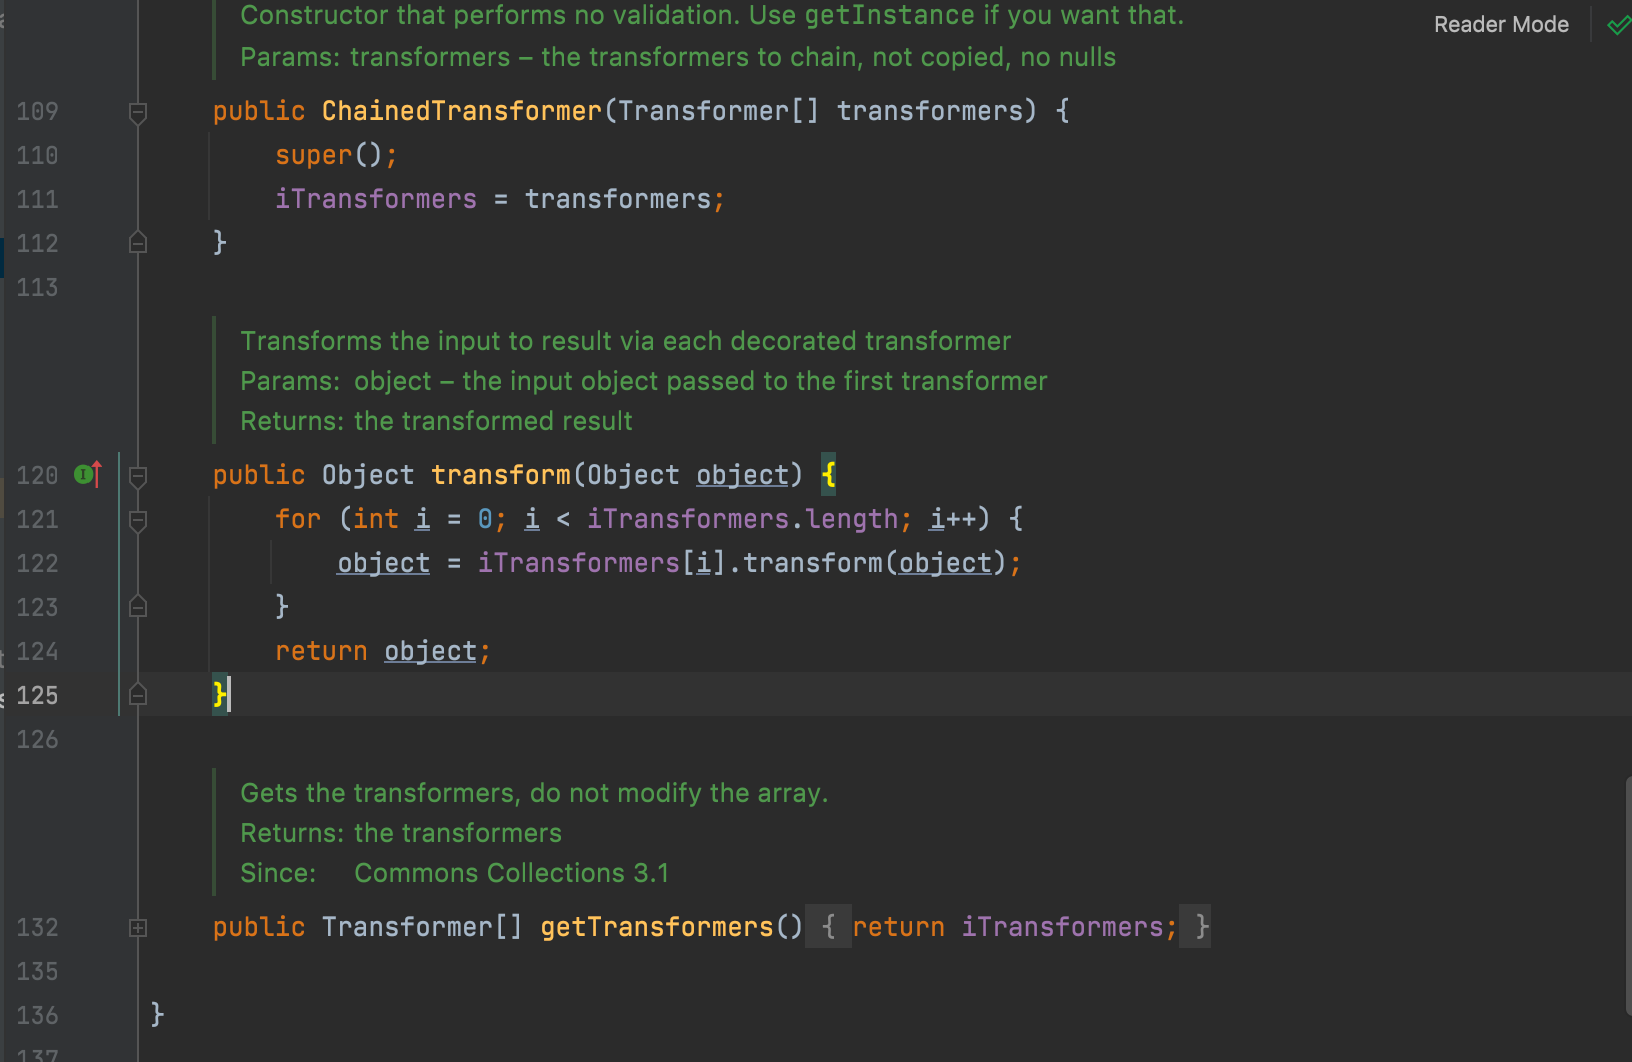 Constructor that performs no validation. Use getInstance if you want that.
Reader Mode
Params: transformers – the transformers to chain, not copied, no nulls
109 public ChainedTransformer(Transformer[] transformers) {
110 super();
111 iTransformers = transformers;
112 }
113
Transforms the input to result via each decorated transformer
Params: object – the input object passed to the first transformer
Returns: the transformed result
120 public Object transform(Object object) {
121 for (int i = 0; i < iTransformers.length; i++) {
122 object = iTransformers[i].transform(object);
123 }
124 return object;
125 }
126
Gets the transformers, do not modify the array.
Returns: the transformers
Since: Commons Collections 3.1
132 public Transformer[] getTransformers() { return iTransformers; }
135
136 }
137